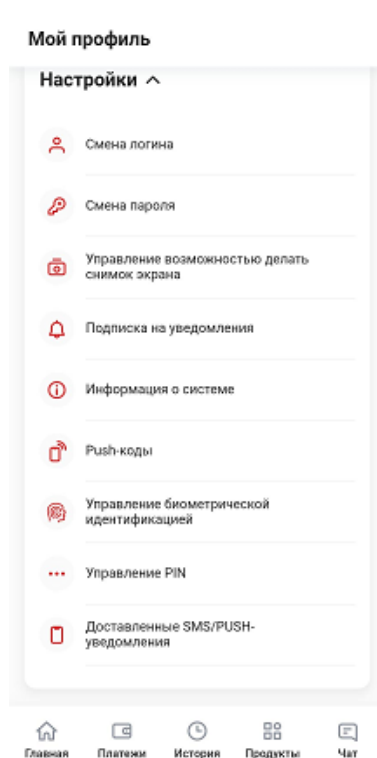 Мой профиль
Настройки
Смена логина
Смена пароля
Управление возможностью делать
снимок экрана
Подписка на уведомления
Информация о системе
Push-коды
Управление биометрической
идентификацией
Управление PIN
Доставленные SMS/PUSH-
уведомления
Главная Платежи История Продукты Чат